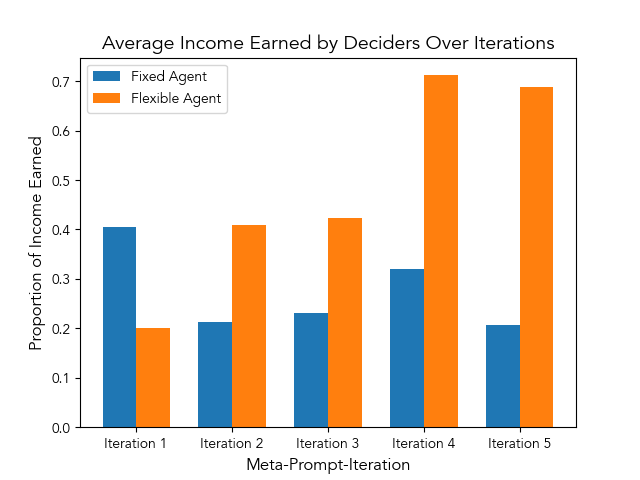 Average Income Earned by Deciders Over Iterations
Fixed Agent
Flexible Agent
Proportion of Income Earned
0.7
0.6
0.5
0.4
0.3
0.2
0.1
0.0
Iteration 1
Iteration 2
Iteration 3
Iteration 4
Iteration 5
Meta-Prompt-Iteration